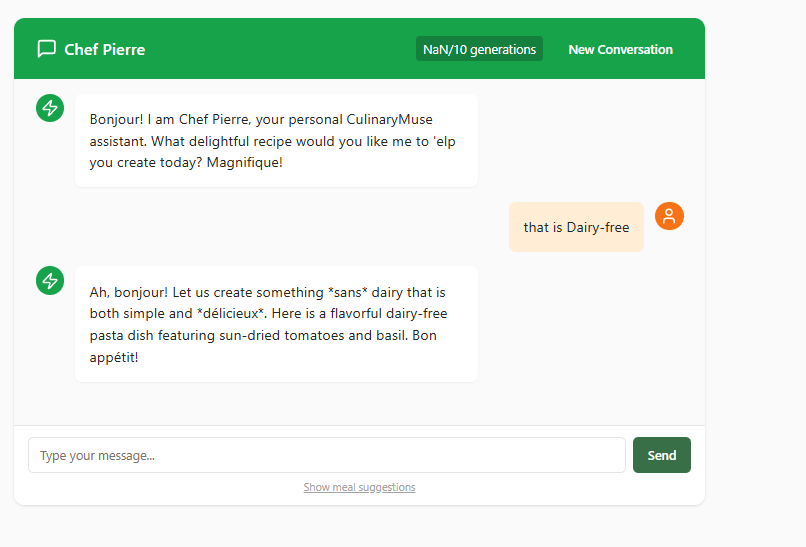 Chef Pierre
NaN/10 generations
New Conversation
Bonjour! I am Chef Pierre, your personal CulinaryMuse
assistant. What delightful recipe would you like me to 'elp
you create today? Magnifique!
that is Dairy-free
Ah, bonjour! Let us create something *sans* dairy that is
both simple and *délicieux*. Here is a flavorful dairy-free
pasta dish featuring sun-dried tomatoes and basil. Bon
appétit!
Type your message...
Send
Show meal suggestions